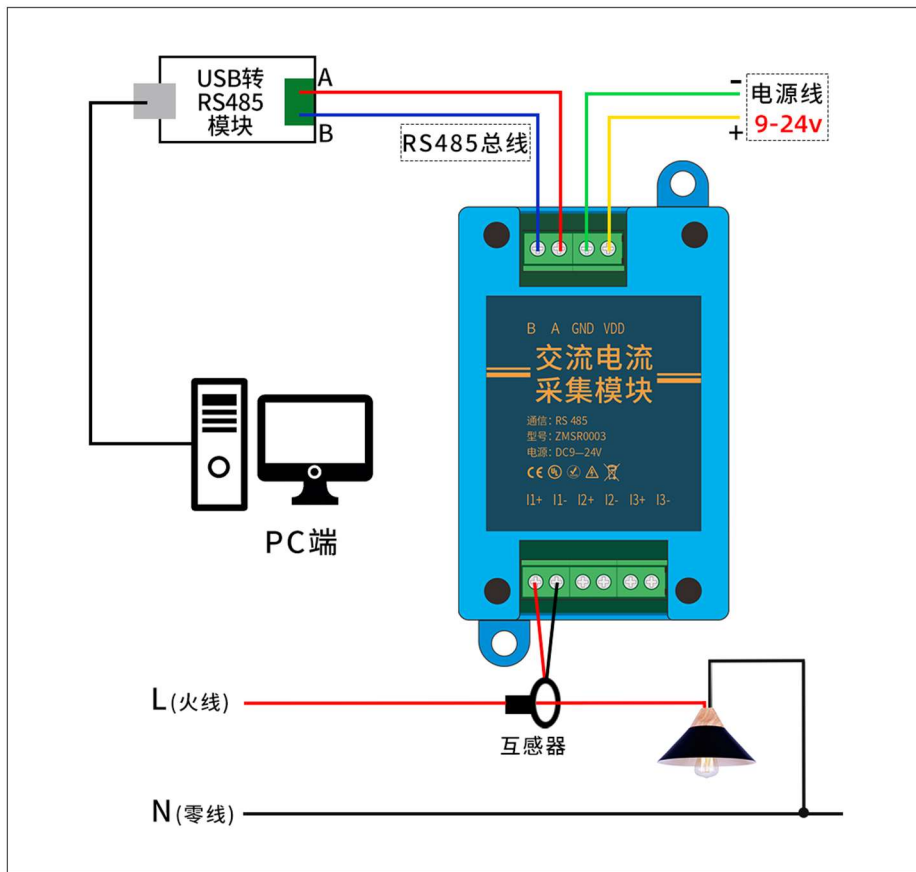 USB转
RS485
模块
A
B
RS485总线
-
+
电源线
9-24v
B A GND VDD
交流电流
采集模块
通信: RS 485
型号: ZMSR0003
电源: DC9—24V
CE UL
I1+ I1- I2+ I2- I3+ I3-
PC端
L(火线)
互感器
N(零线)